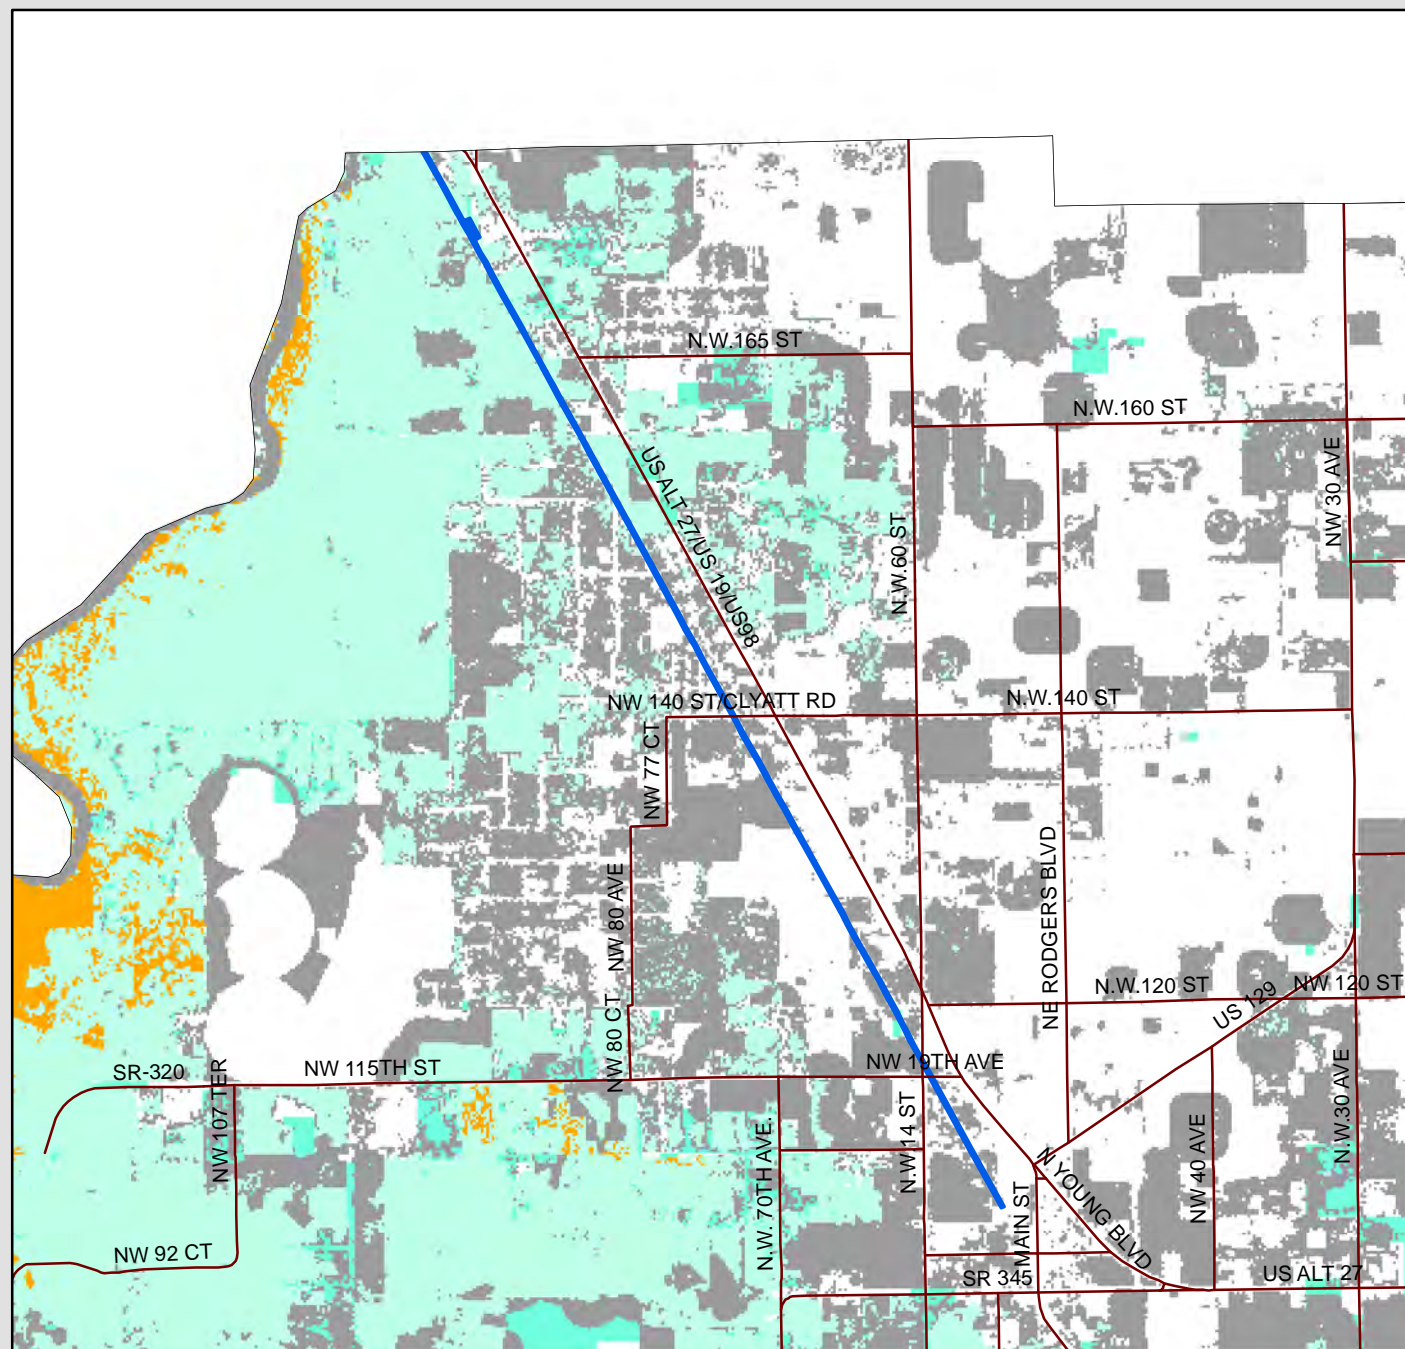 N.W.165 ST
N.W.160 ST
NW 30 AVE
US ALT 27/US 19/US98
N.W.60 ST
NW 140 ST/CLYATT RD
N.W.140 ST
NW 77 CT
NE RODGERS BLVD
NW 80 AVE
N.W.120 ST
NW 120 ST
US 129
NW 80 CT
NW 19TH AVE
SR-320
NW 115TH ST
NW 107 TER
N.W.14 ST
N.W. 70TH AVE.
N.W.30 AVE
NW 40 AVE
N YOUNG BLVD
MAIN ST
NW 92 CT
SR 345
US ALT 27